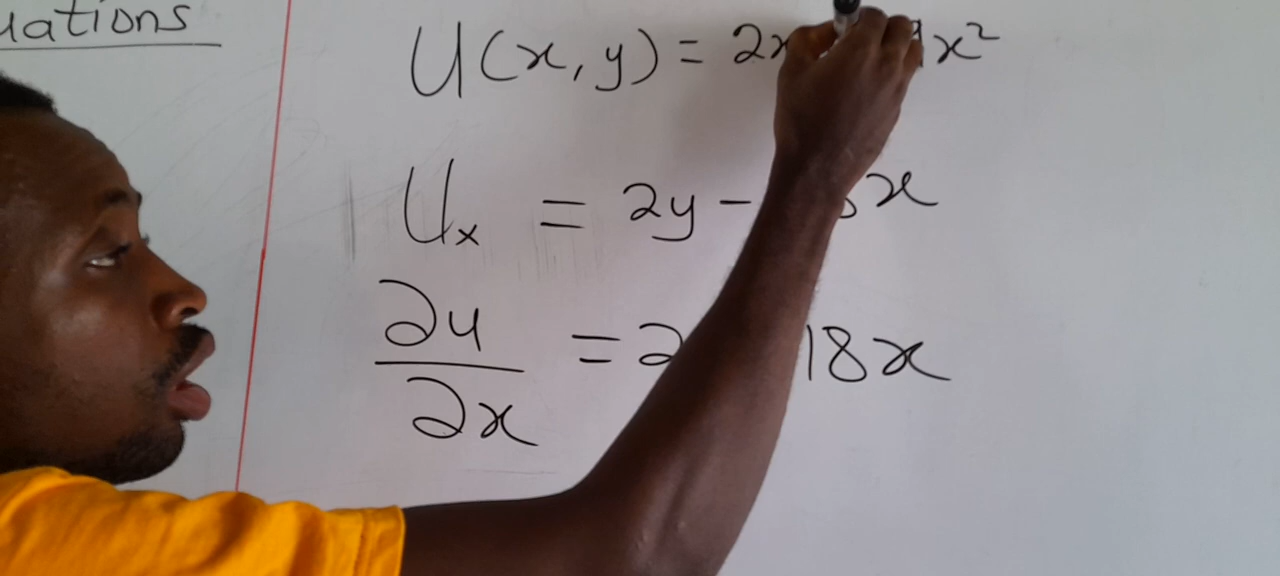 uations
U(x, y) = 2x x²
Uₓ = 2y - x
∂u
∂x
= 2 18x